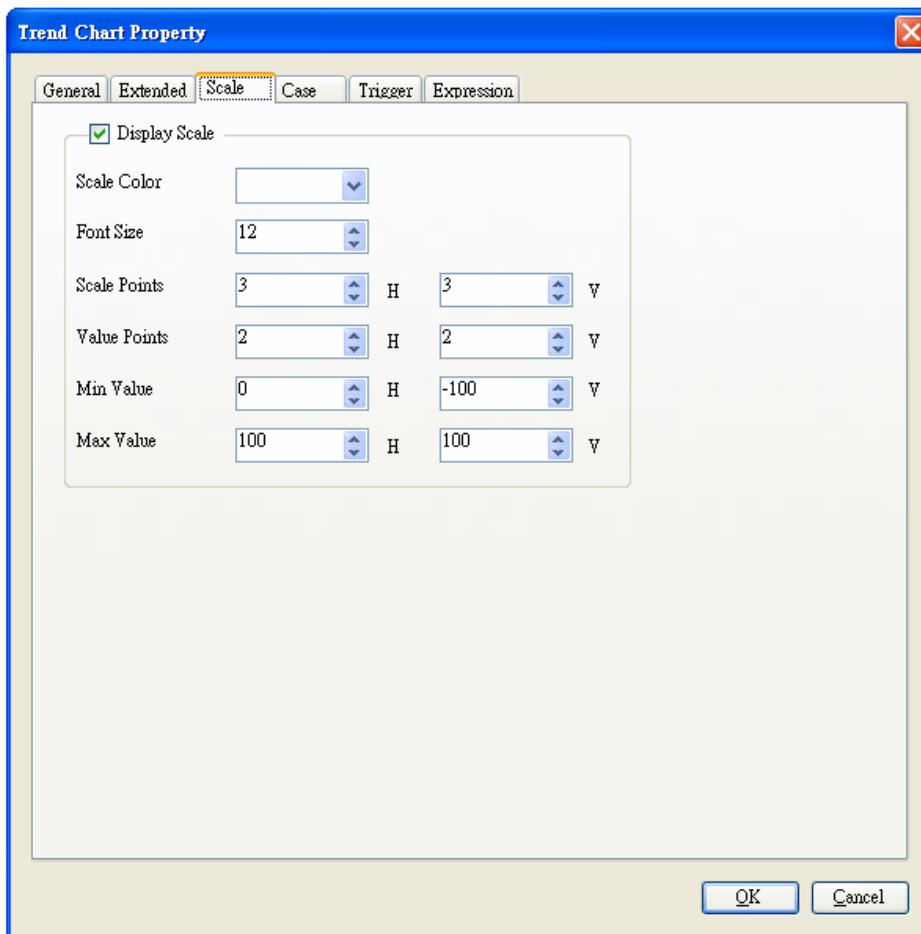 Trend Chart Property
General Extended Scale Case Trigger Expression
Display Scale
Scale Color
Font Size 12
Scale Points 3 H 3 V
Value Points 2 H 2 V
Min Value 0 H -100 V
Max Value 100 H 100 V
OK Cancel